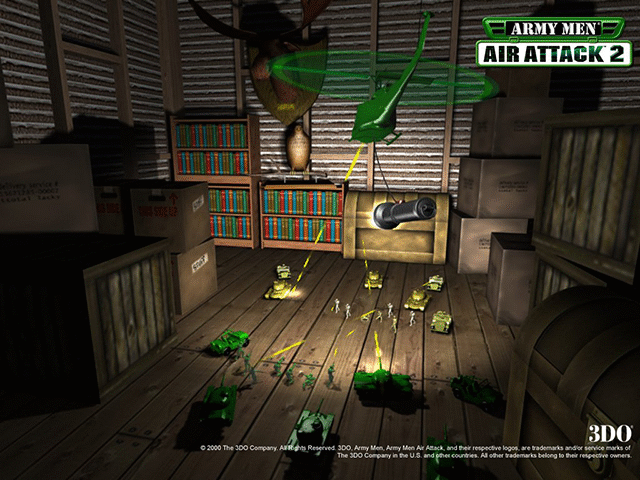 ARMY MEN
AIR ATTACK 2
3DO
© 2000 The 3DO Company. All Rights Reserved. 3DO, Army Men, Army Men Air Attack, and their respective logos, are trademarks and/or service marks of
The 3DO Company in the U.S. and other countries. All other trademarks belong to their respective owners.